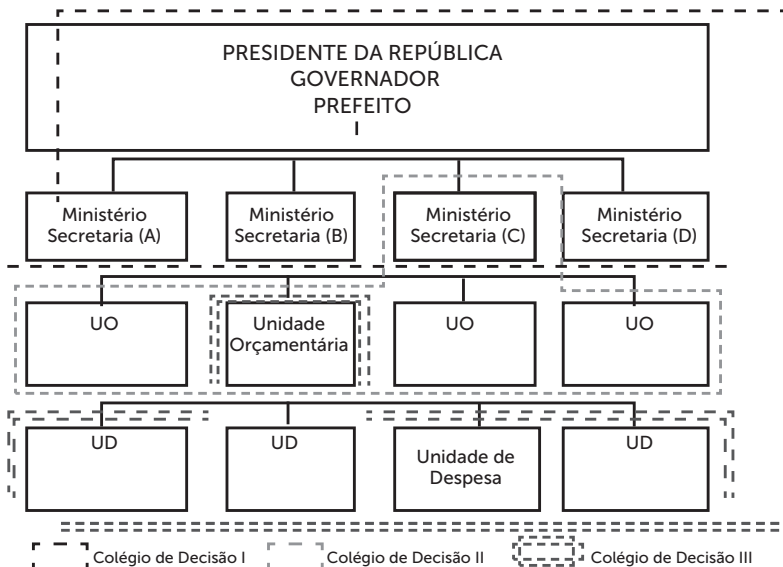 PRESIDENTE DA REPÚBLICA
GOVERNADOR
PREFEITO
Ministério
Secretaria (A)
Ministério
Secretaria (B)
Ministério
Secretaria (C)
Ministério
Secretaria (D)
UO
Unidade
Orçamentária
UO
UO
UD
UD
Unidade de
Despesa
UD
Colégio de Decisão I
Colégio de Decisão II
Colégio de Decisão III